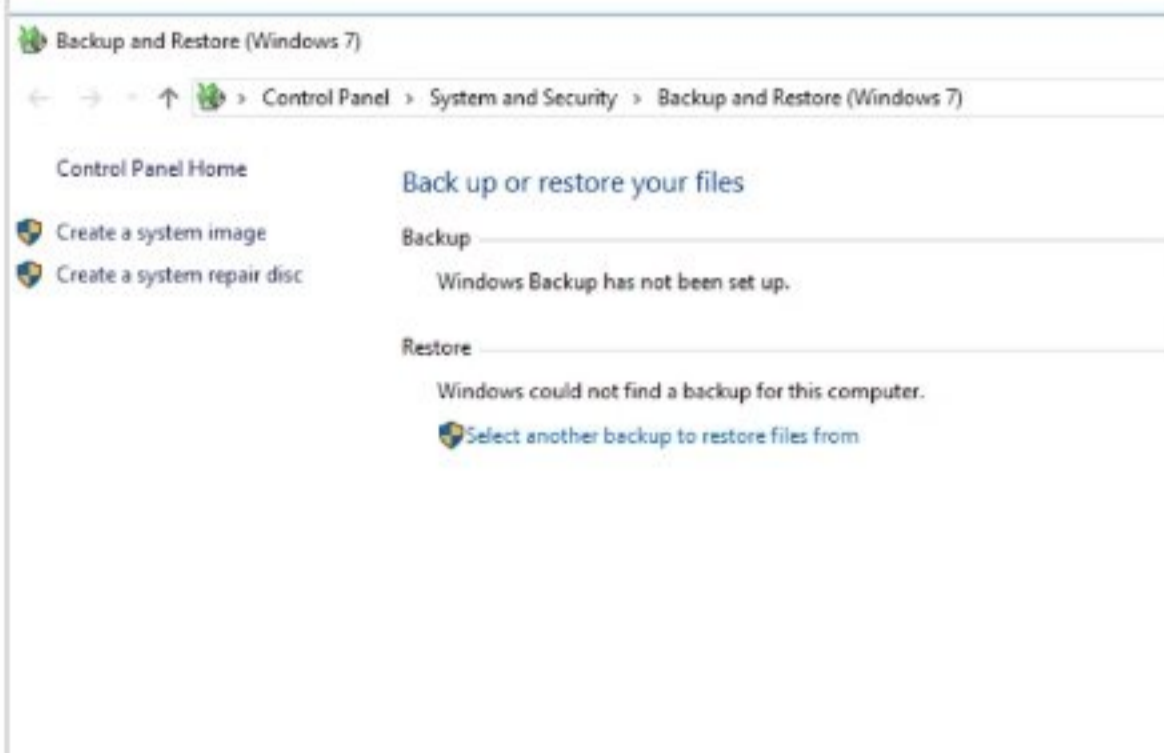 Backup and Restore (Windows 7)
Control Panel > System and Security > Backup and Restore (Windows 7)
Control Panel Home
Create a system image
Create a system repair disc
Back up or restore your files
Backup
Windows Backup has not been set up.
Restore
Windows could not find a backup for this computer.
Select another backup to restore files from